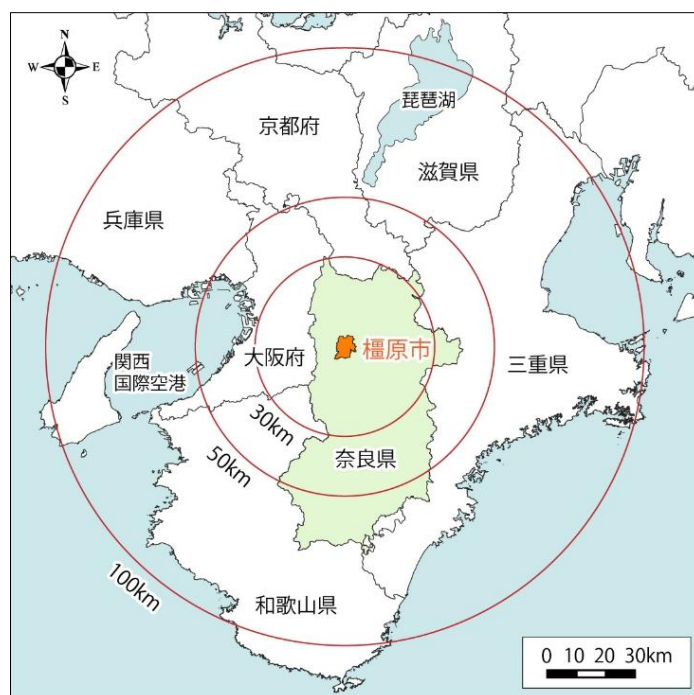 N
W E
S
琵琶湖
京都府
滋賀県
兵庫県
橿原市
大阪府
関西
国際空港
三重県
30km
奈良県
50km
100km
和歌山県
0 10 20 30km